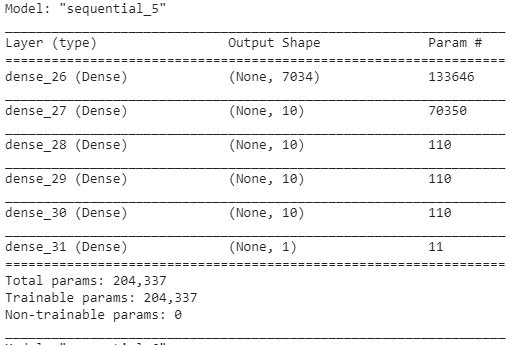 Model: "sequential_5"
Layer (type) Output Shape Param #
dense_26 (Dense) (None, 7034) 133646
dense_27 (Dense) (None, 10) 70350
dense_28 (Dense) (None, 10) 110
dense_29 (Dense) (None, 10) 110
dense_30 (Dense) (None, 10) 110
dense_31 (Dense) (None, 1) 11
Total params: 204,337
Trainable params: 204,337
Non-trainable params: 0